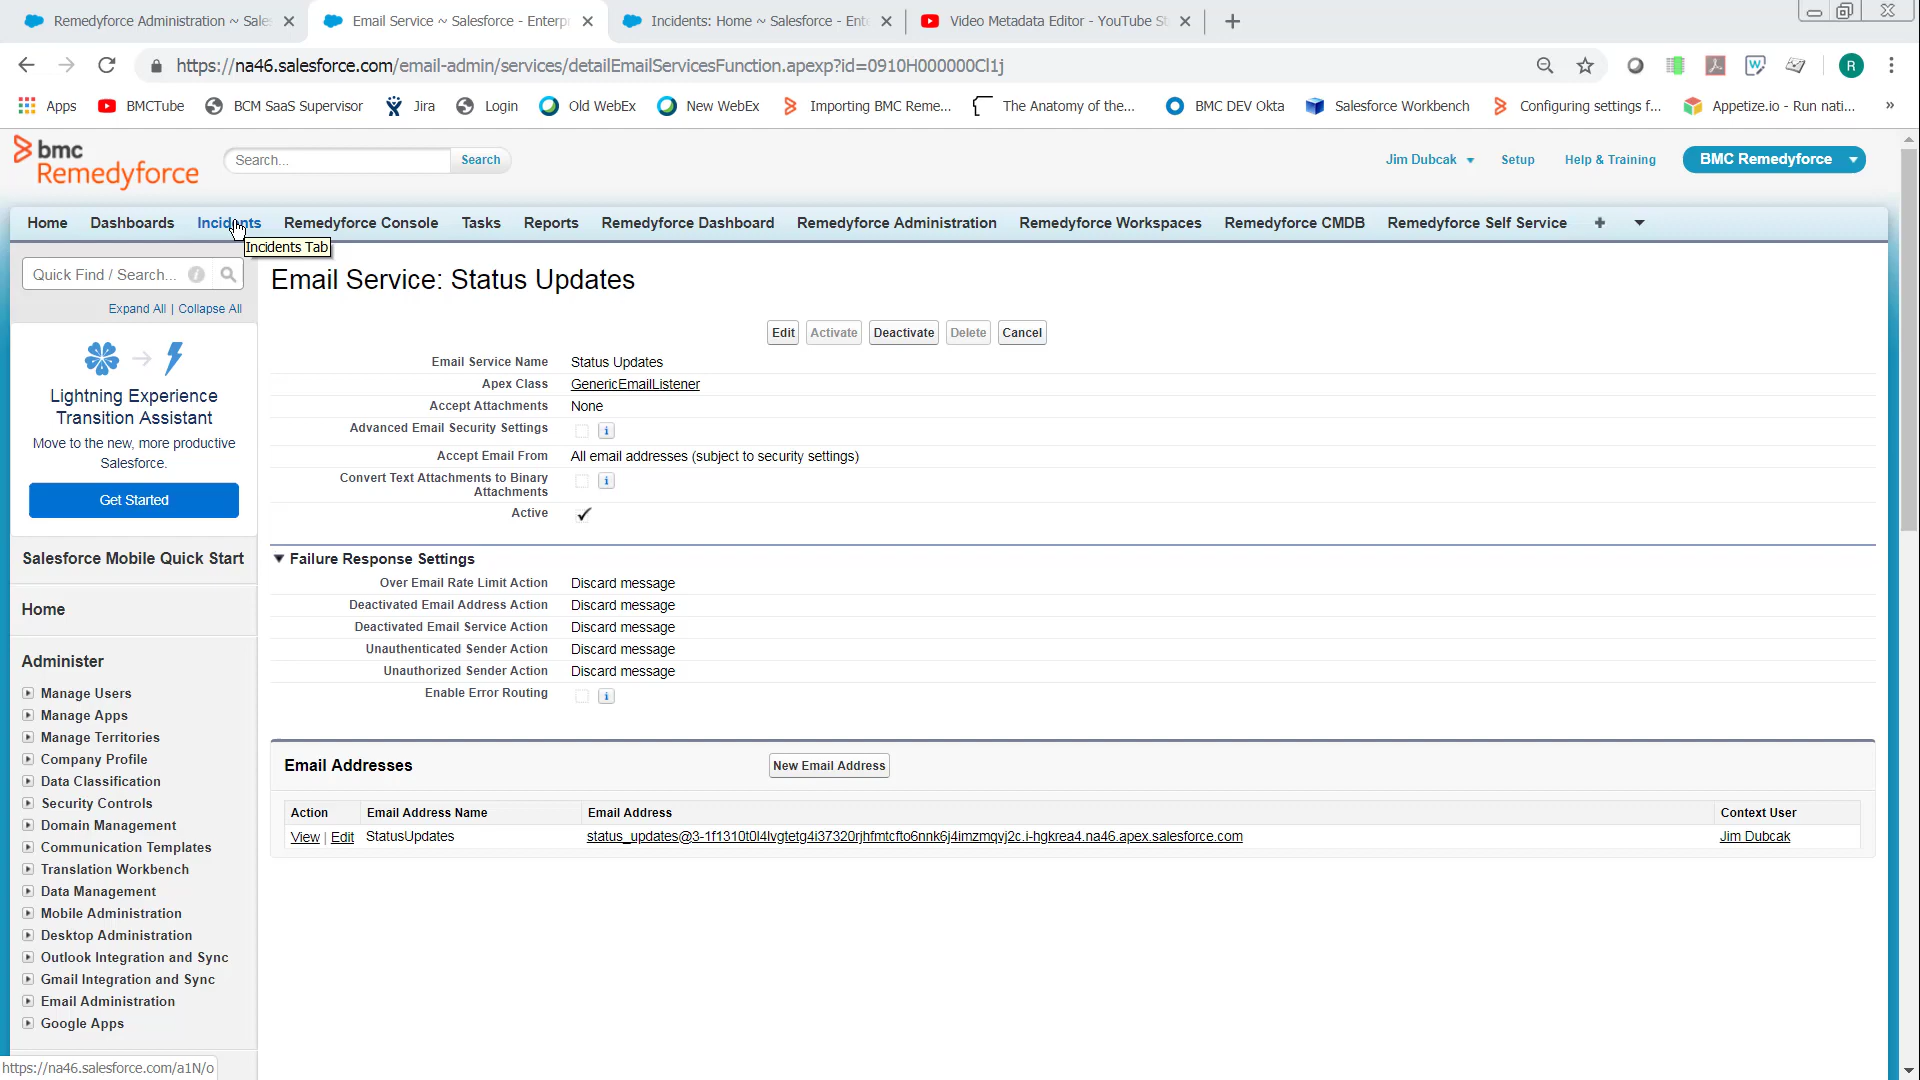 Remedyforce Administration ~ Sales
Email Service ~ Salesforce - Enterpr
Incidents: Home ~ Salesforce - Ente
Video Metadata Editor - YouTube St
https://na46.salesforce.com/email-admin/services/detailEmailServicesFunction.apexp?id=0910H000000Cl1j
R
Apps
BMCTube
BCM SaaS Supervisor
Jira
Login
Old WebEx
New WebEx
Importing BMC Reme...
The Anatomy of the...
BMC DEV Okta
Salesforce Workbench
Configuring settings f...
Appetize.io - Run nati...
»
bmc
Remedyforce
Search...
Search
Jim Dubcak
Setup
Help & Training
BMC Remedyforce
Home
Dashboards
Incidents
Remedyforce Console
Tasks
Reports
Remedyforce Dashboard
Remedyforce Administration
Remedyforce Workspaces
Remedyforce CMDB
Remedyforce Self Service
Incidents Tab
Quick Find / Search...
Expand All | Collapse All
Lightning Experience
Transition Assistant
Move to the new, more productive
Salesforce.
Get Started
Salesforce Mobile Quick Start
Home
Administer
Manage Users
Manage Apps
Manage Territories
Company Profile
Data Classification
Security Controls
Domain Management
Communication Templates
Translation Workbench
Data Management
Mobile Administration
Desktop Administration
Outlook Integration and Sync
Gmail Integration and Sync
Email Administration
Google Apps
Email Service: Status Updates
Edit Activate Deactivate Delete Cancel
Email Service Name Status Updates
Apex Class GenericEmailListener
Accept Attachments None
Advanced Email Security Settings
Accept Email From All email addresses (subject to security settings)
Convert Text Attachments to Binary
Attachments
Active
Failure Response Settings
Over Email Rate Limit Action Discard message
Deactivated Email Address Action Discard message
Deactivated Email Service Action Discard message
Unauthenticated Sender Action Discard message
Unauthorized Sender Action Discard message
Enable Error Routing
Email Addresses
New Email Address
Action Email Address Name Email Address Context User
View | Edit StatusUpdates status_updates@3-1f1310t0l4lvgtetg4i37320rjhfmtcfto6nnk6j4imzmqvj2c.i-hgkrea4.na46.apex.salesforce.com Jim Dubcak
https://na46.salesforce.com/a1N/o